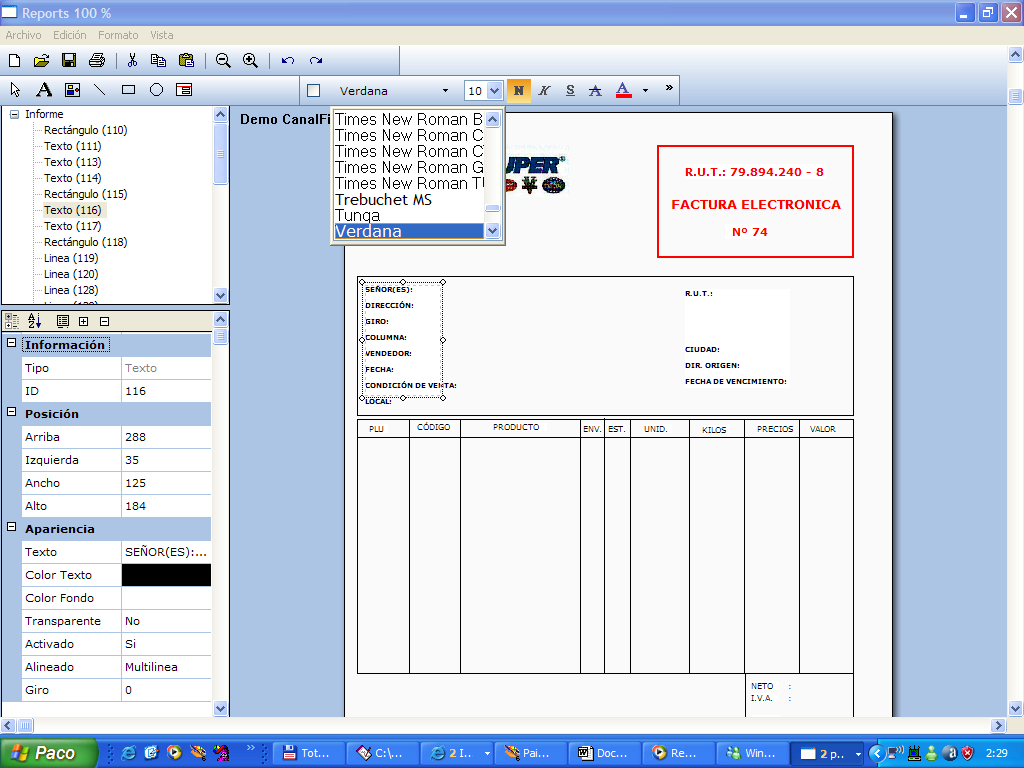 Reports 100 %
Archivo Edición Formato Vista
Verdana 10 N K S A A »
Informe
Rectángulo (110)
Texto (111)
Texto (113)
Texto (114)
Rectángulo (115)
Texto (116)
Texto (117)
Rectángulo (118)
Linea (119)
Linea (120)
Linea (128)
Información
Tipo Texto
ID 116
Posición
Arriba 288
Izquierda 35
Ancho 125
Alto 184
Apariencia
Texto SEÑOR(ES):...
Color Texto
Color Fondo
Transparente No
Activado Si
Alineado Multilinea
Giro 0
Demo CanalFi
Times New Roman B
Times New Roman C
Times New Roman C
Times New Roman G
Times New Roman T
Trebuchet MS
Tunga
Verdana
UPER
R.U.T.: 79.894.240 - 8
FACTURA ELECTRONICA
Nº 74
SEÑOR(ES):
DIRECCIÓN:
GIRO:
COLUMNA:
VENDEDOR:
FECHA:
CONDICIÓN DE VENTA:
LOCAL:
R.U.T.:
CIUDAD:
DIR. ORIGEN:
FECHA DE VENCIMIENTO:
PLU CÓDIGO PRODUCTO ENV. EST. UNID. KILOS PRECIOS VALOR
NETO :
I.V.A. :
Paco » Tot... C:\... 2 I... Pai... Doc... Re... Win... 2 p.. 2:29